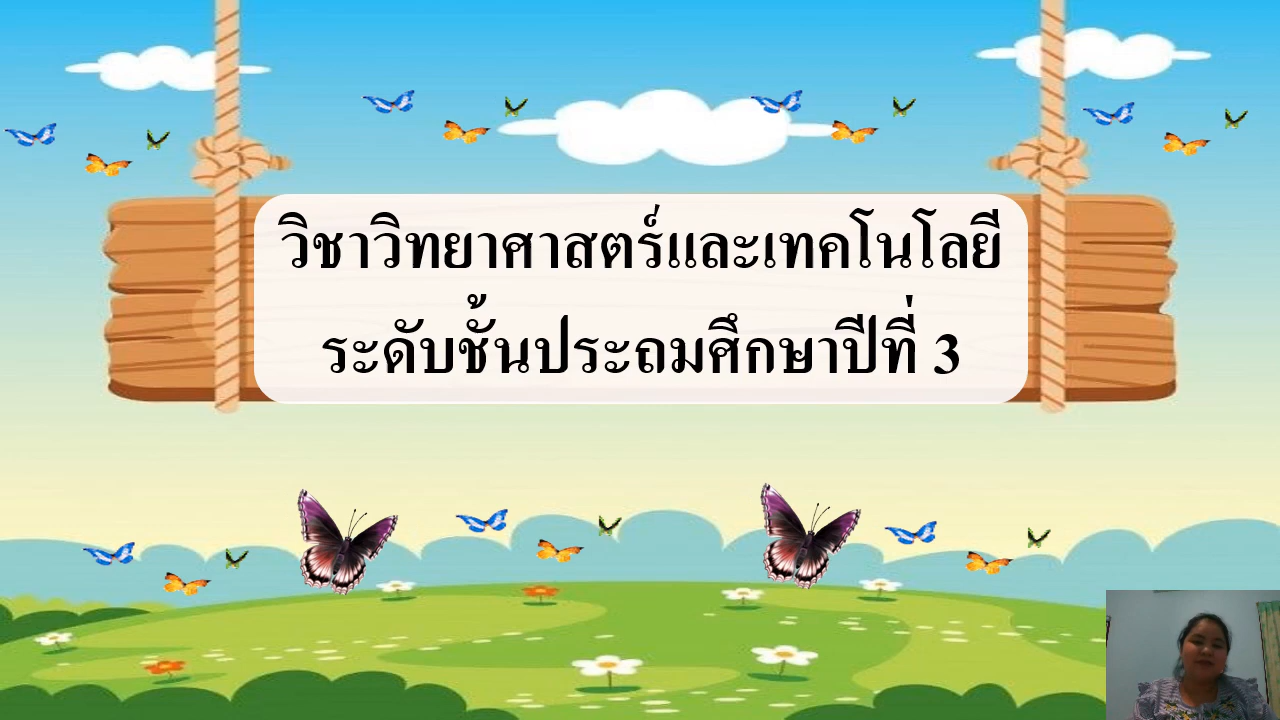 วิชาวิทยาศาสตร์และเทคโนโลยี
ระดับชั้นประถมศึกษาปีที่ 3